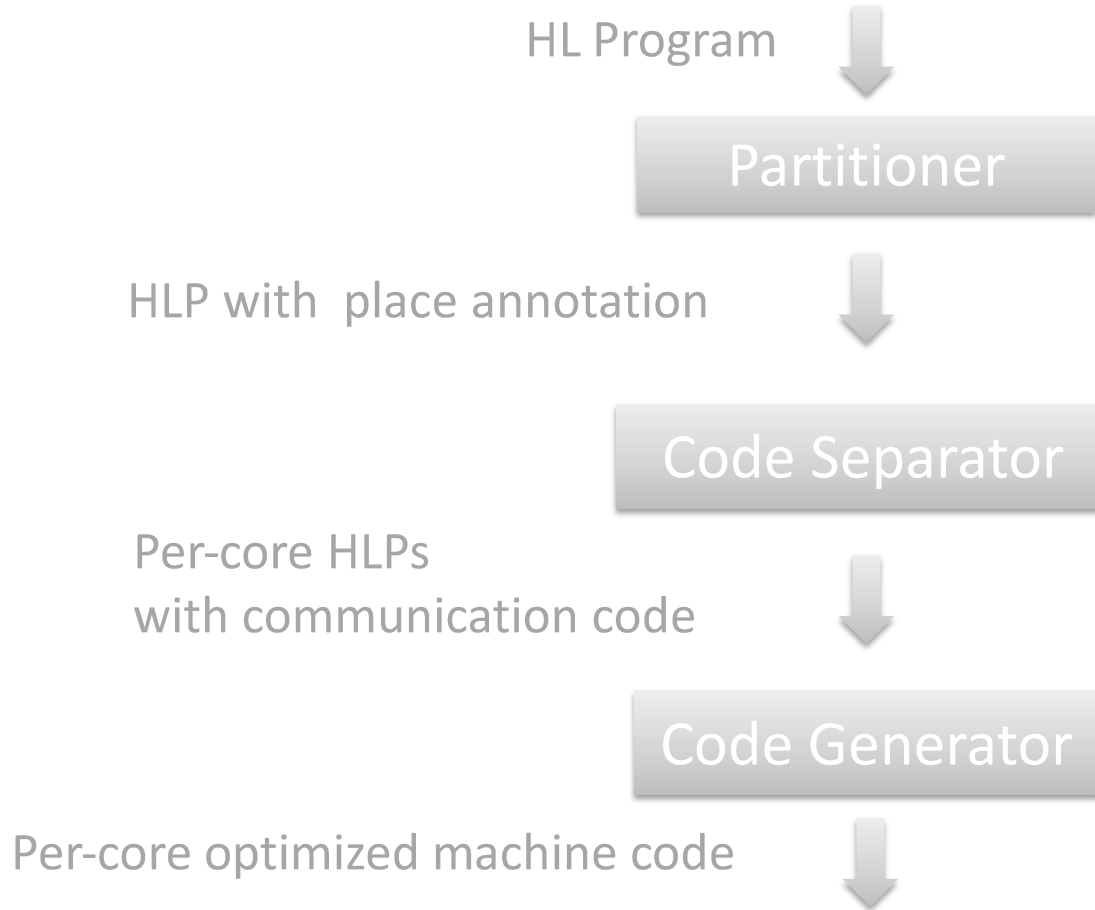 HL Program
Partitioner
HLP with  place annotation
Code Separator
Per-core HLPs
with communication code
Code Generator
Per-core optimized machine code